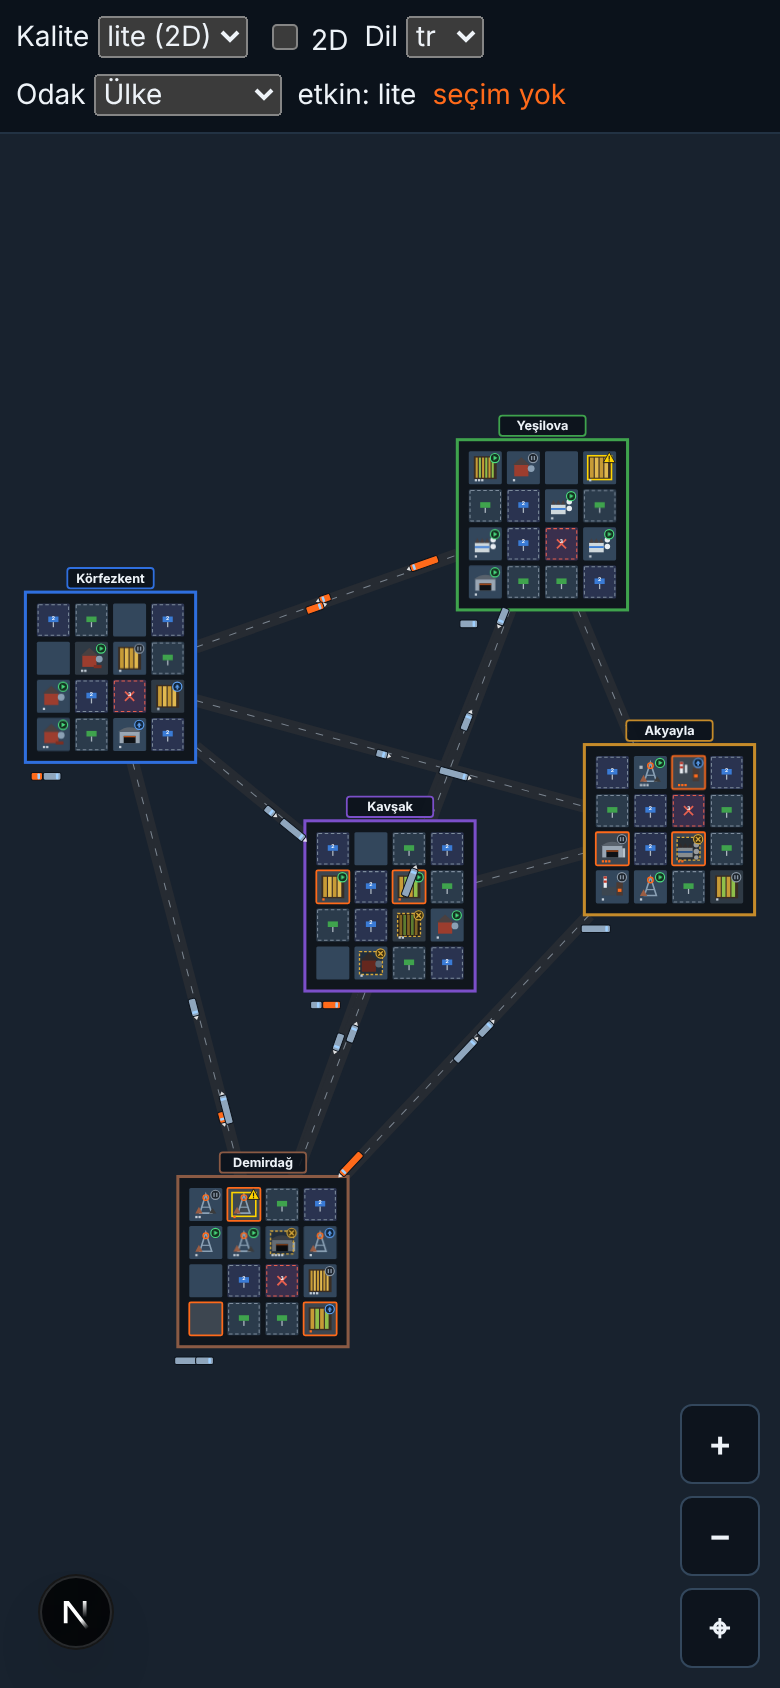 Kalite lite (2D) 2D Dil tr
Odak Ülke etkin: lite seçim yok
Yeşilova
Körfezkent
Akyayla
Kavşak
Demirdağ
+
−
N